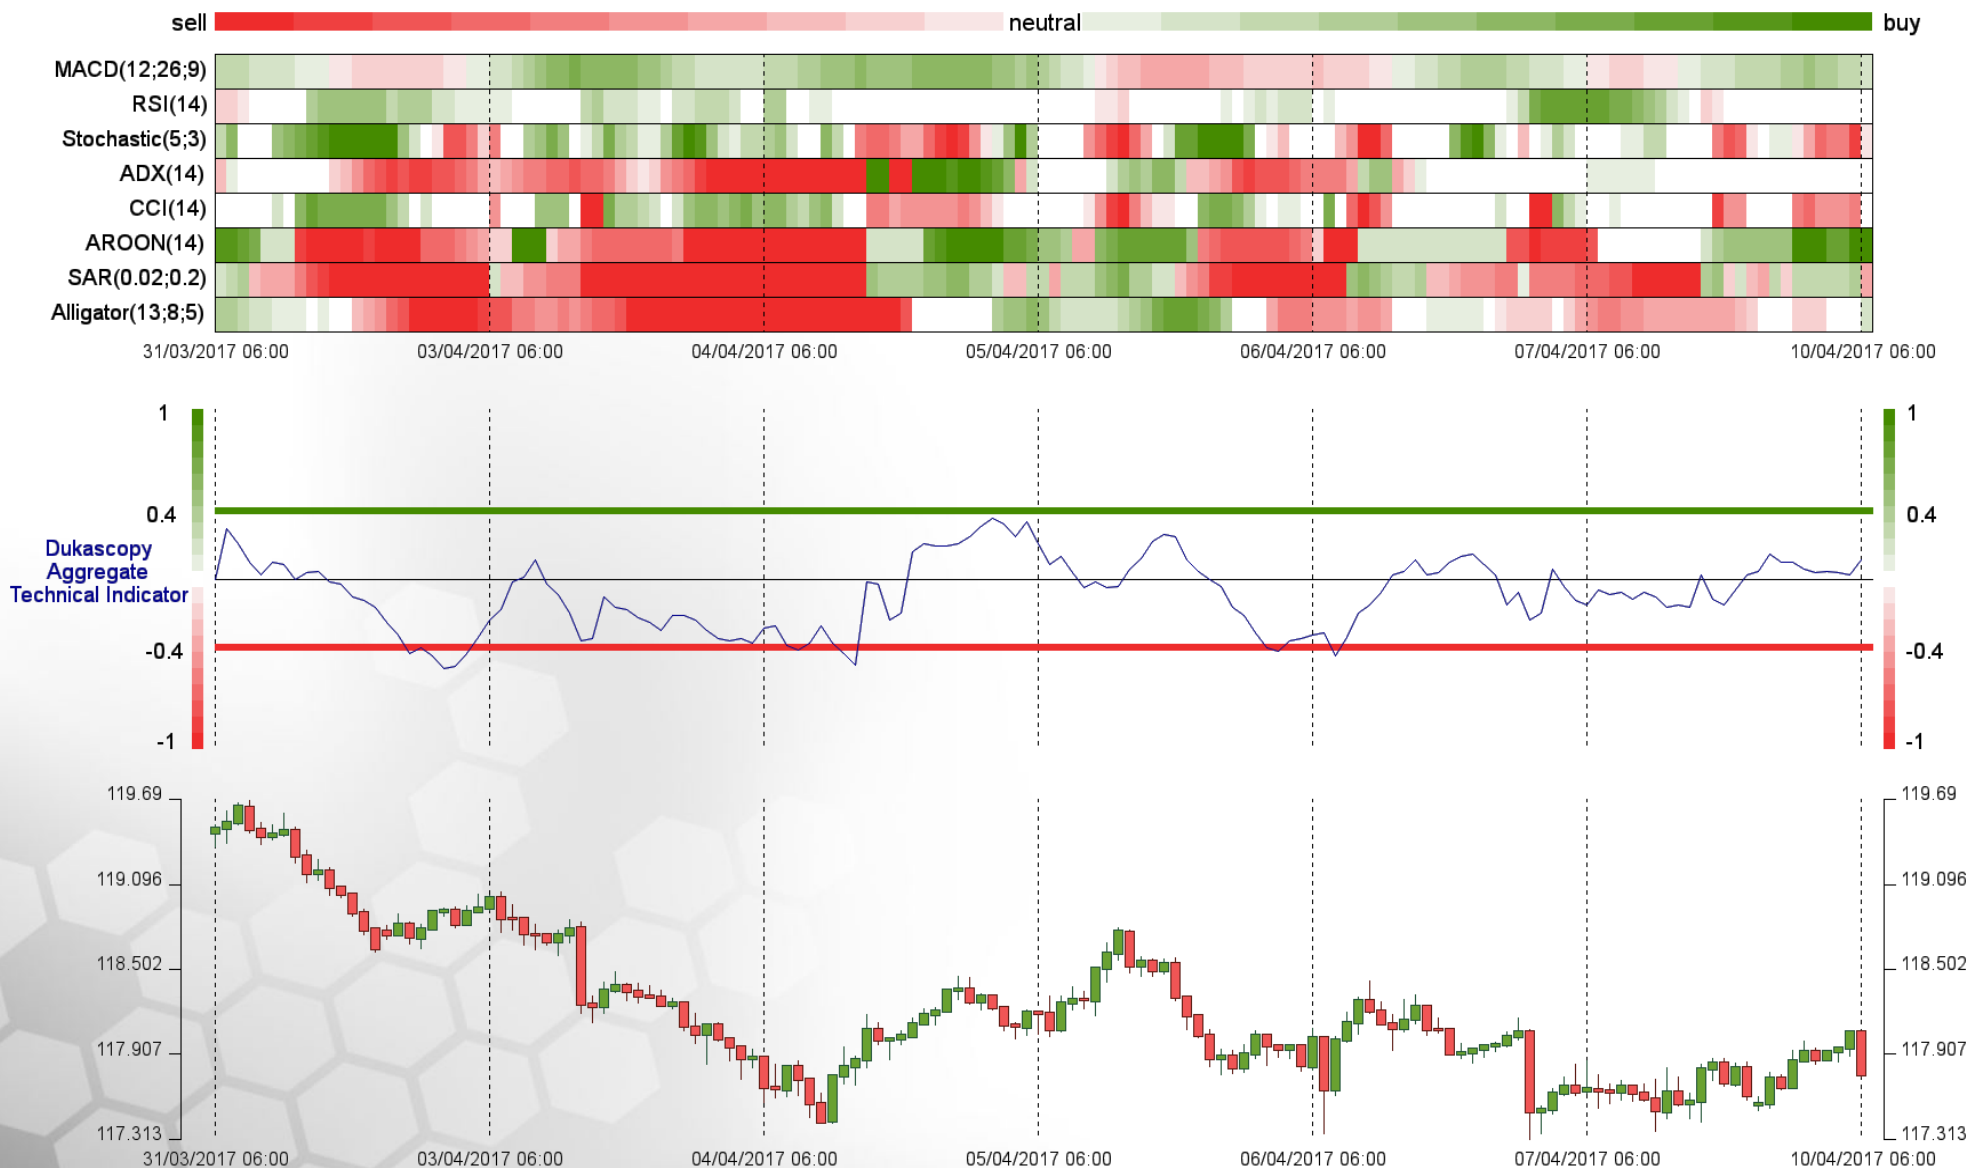 sell neutral buy
MACD(12;26;9)
RSI(14)
Stochastic(5;3)
ADX(14)
CCI(14)
AROON(14)
SAR(0.02;0.2)
Alligator(13;8;5)
31/03/2017 06:00 03/04/2017 06:00 04/04/2017 06:00 05/04/2017 06:00 06/04/2017 06:00 07/04/2017 06:00 10/04/2017 06:00
1 1
0.4 0.4
Dukascopy
Aggregate
Technical Indicator
-0.4 -0.4
-1 -1
119.69 119.69
119.096 119.096
118.502 118.502
117.907 117.907
117.313 117.313
31/03/2017 06:00 03/04/2017 06:00 04/04/2017 06:00 05/04/2017 06:00 06/04/2017 06:00 07/04/2017 06:00 10/04/2017 06:00